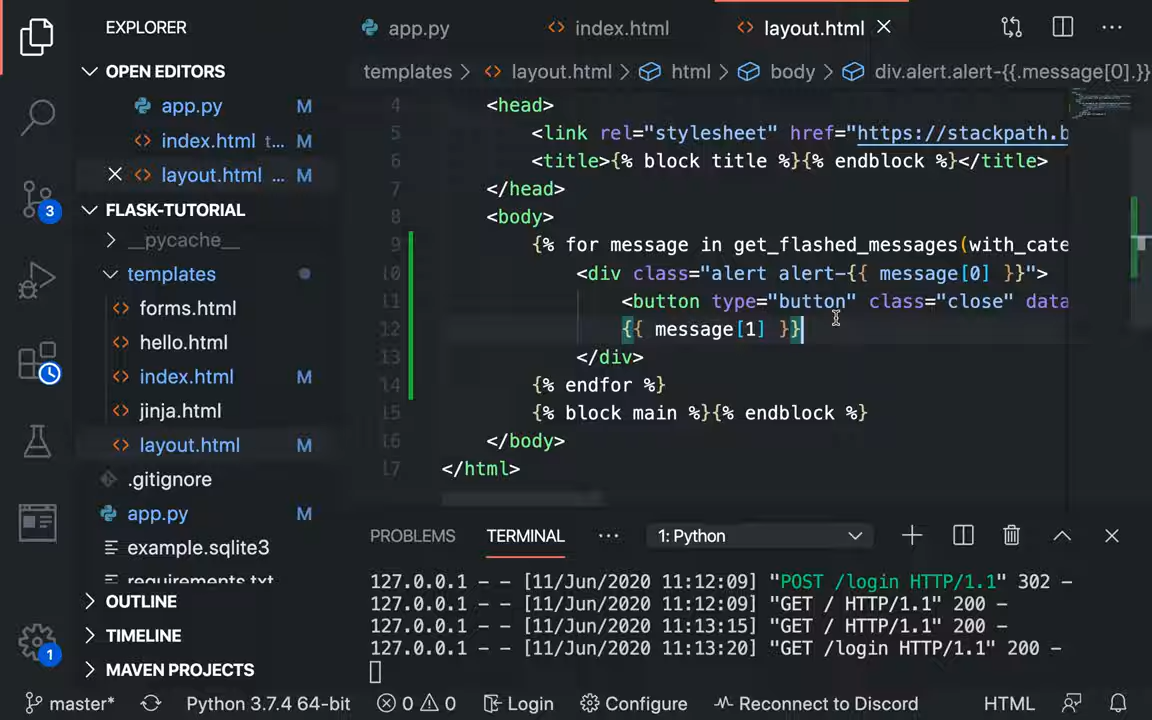 EXPLORER
OPEN EDITORS
app.py M
index.html t... M
layout.html ... M
FLASK-TUTORIAL
__pycache__
templates
forms.html
hello.html
index.html M
jinja.html
layout.html M
.gitignore
app.py M
example.sqlite3
requirements.txt
OUTLINE
TIMELINE
MAVEN PROJECTS
3
1
app.py
index.html
layout.html
templates > layout.html > html > body > div.alert.alert-{{.message[0].}}
4 <head>
5 <link rel="stylesheet" href="https://stackpath.b
6 <title>{% block title %}{% endblock %}</title>
7 </head>
8 <body>
9 {% for message in get_flashed_messages(with_cate
10 <div class="alert alert-{{ message[0] }}">
11 <button type="button" class="close" data
12 {{ message[1] }}
13 </div>
14 {% endfor %}
15 {% block main %}{% endblock %}
16 </body>
17 </html>
PROBLEMS TERMINAL ... 1: Python
127.0.0.1 - - [11/Jun/2020 11:12:09] "POST /login HTTP/1.1" 302 -
127.0.0.1 - - [11/Jun/2020 11:12:09] "GET / HTTP/1.1" 200 -
127.0.0.1 - - [11/Jun/2020 11:13:15] "GET / HTTP/1.1" 200 -
127.0.0.1 - - [11/Jun/2020 11:13:20] "GET /login HTTP/1.1" 200 -
master* Python 3.7.4 64-bit 0 0 Login Configure Reconnect to Discord HTML